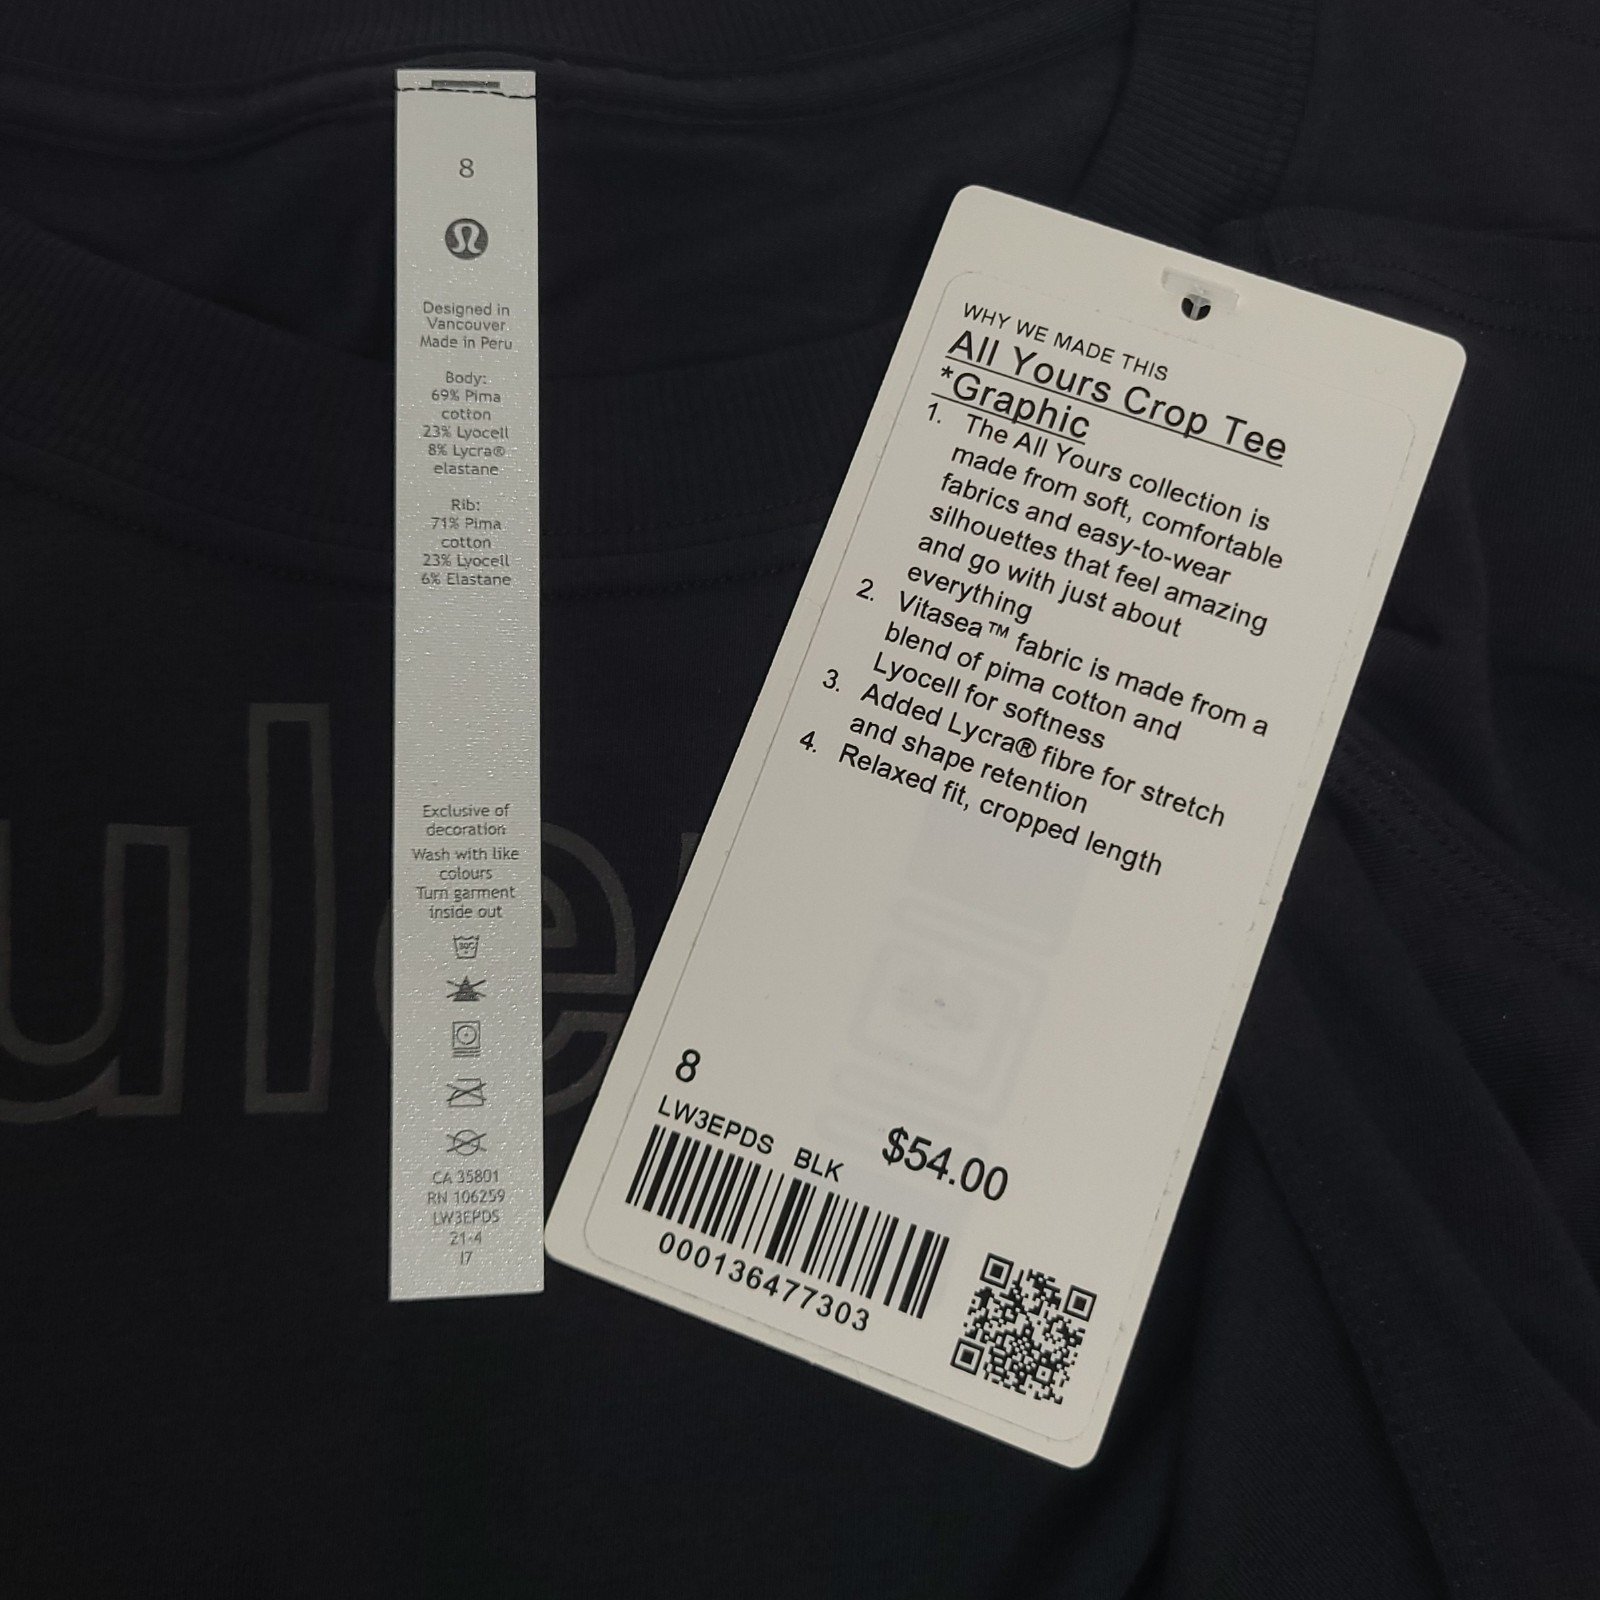 8
Designed in
Vancouver
Made in Peru
Body:
69% Pima
cotton
23% Lyocell
8% Lycra®
elastane
Rib:
71% Pima
cotton
23% Lyocell
6% Elastane
Exclusive of
decoration
Wash with like
colours
Turn garment
inside out
30C
CA 35801
RN 106259
LW3EPDS
21-4
I7
WHY WE MADE THIS
All Yours Crop Tee
*Graphic
1. The All Yours collection is
made from soft, comfortable
fabrics and easy-to-wear
silhouettes that feel amazing
and go with just about
everything
2. Vitasea™ fabric is made from a
blend of pima cotton and
Lyocell for softness
3. Added Lycra® fibre for stretch
and shape retention
4. Relaxed fit, cropped length
8
LW3EPDS BLK $54.00
000136477303
ule